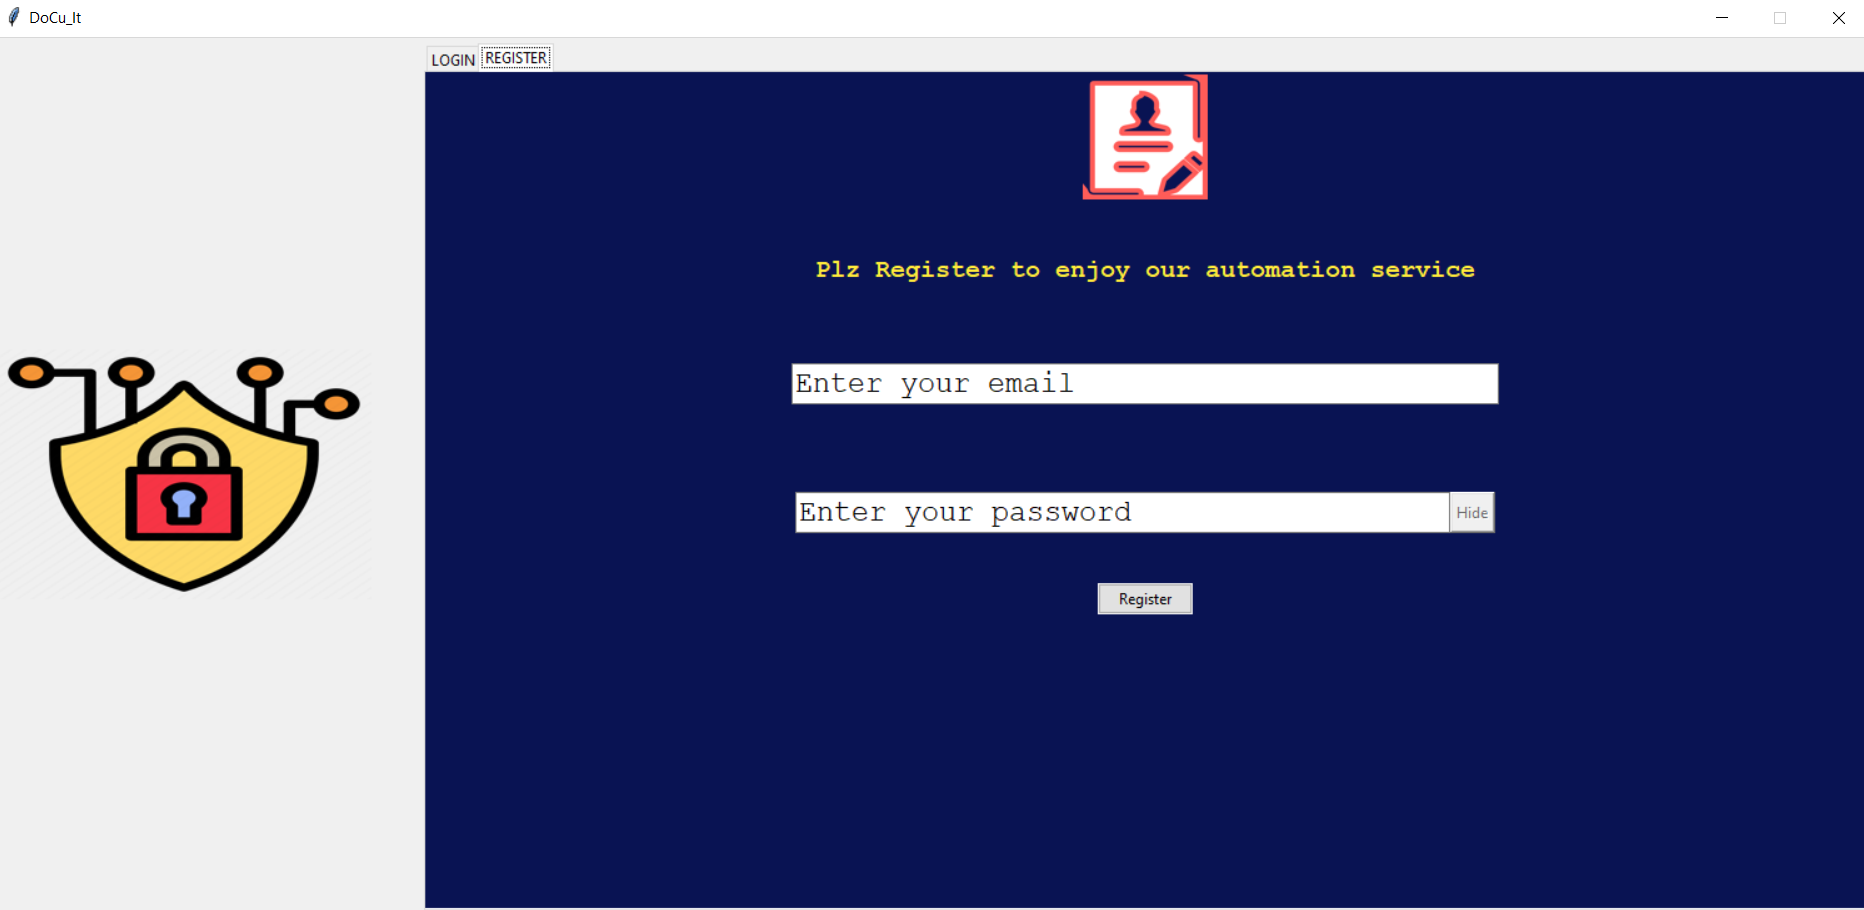 DoCu_It
LOGIN REGISTER
Plz Register to enjoy our automation service
Enter your email
Enter your password Hide
Register